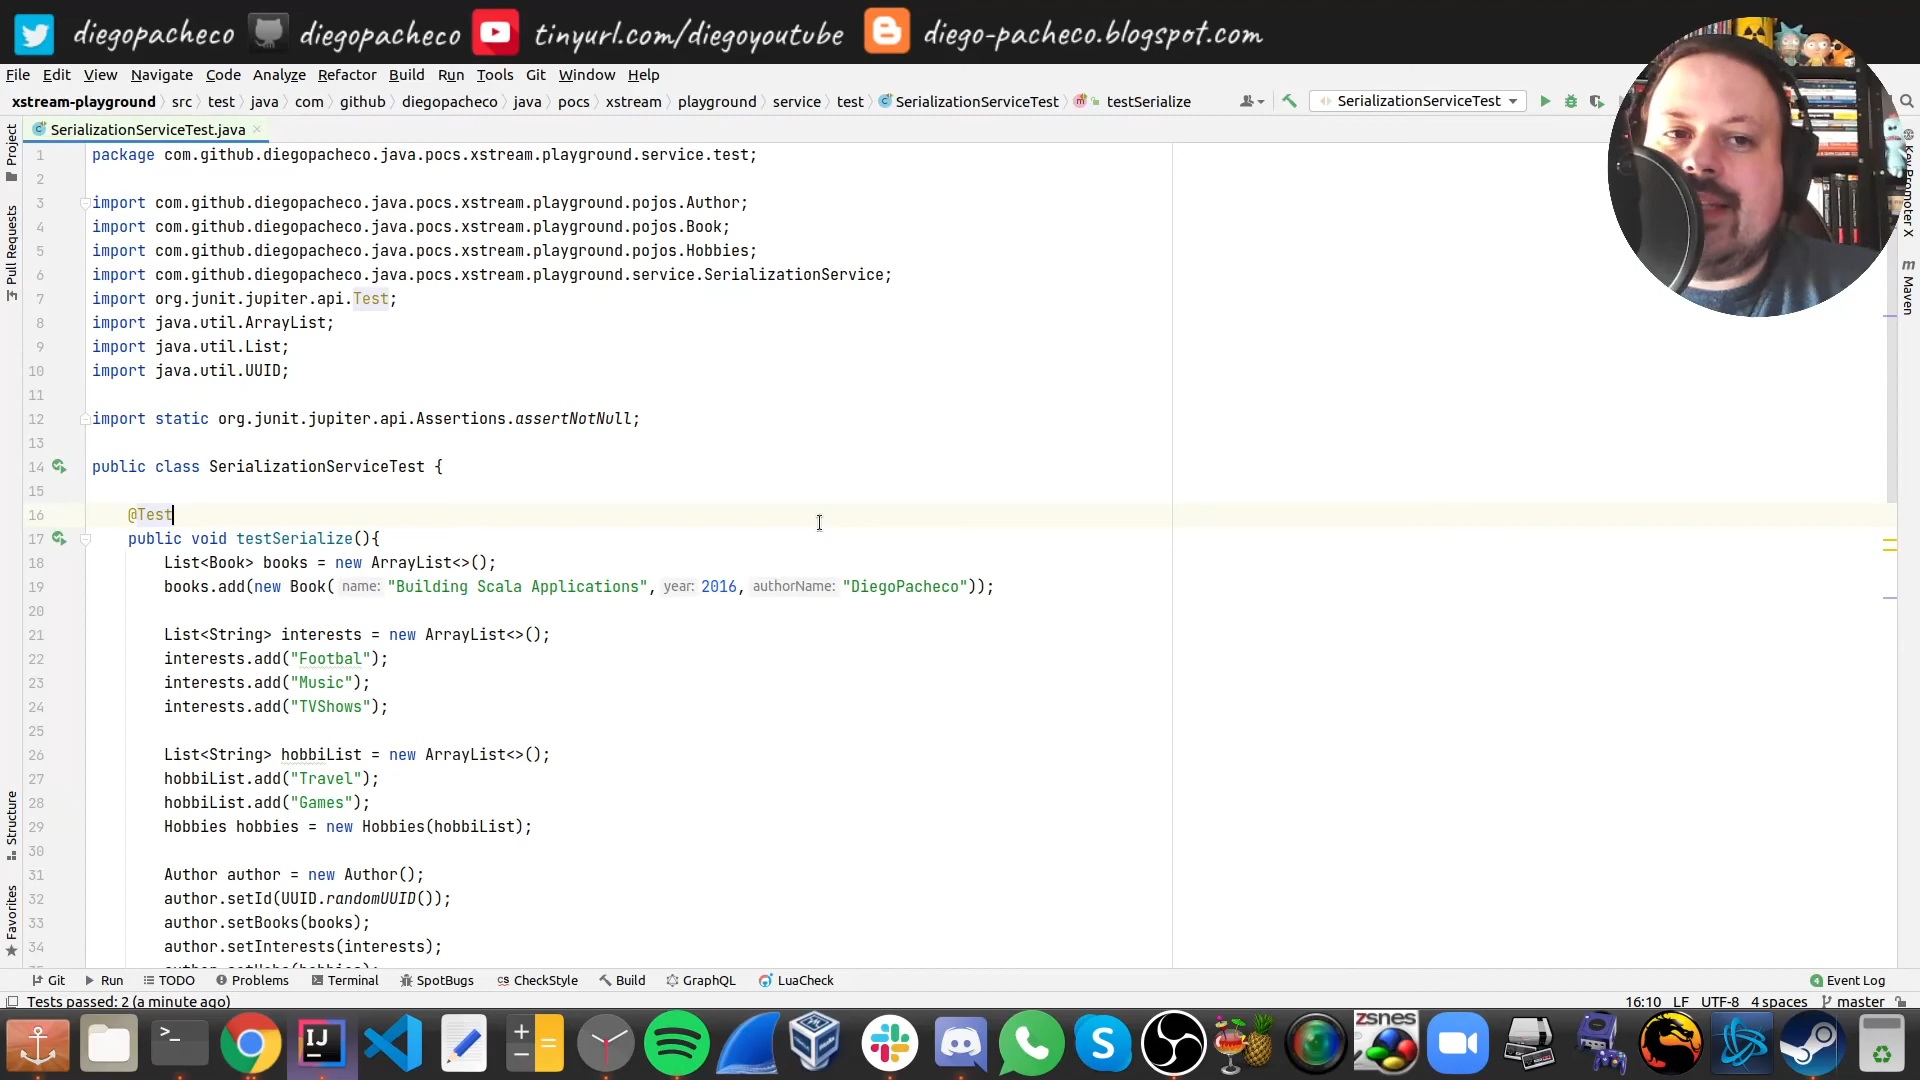 diegopacheco diegopacheco tinyurl.com/diegoyoutube diego-pacheco.blogspot.com
File Edit View Navigate Code Analyze Refactor Build Run Tools Git Window Help
xstream-playground src test java com github diegopacheco java pocs xstream playground service test SerializationServiceTest testSerialize SerializationServiceTest
SerializationServiceTest.java
Project
Pull Requests
Structure
Favorites
Key Promoter X
Maven
1 package com.github.diegopacheco.java.pocs.xstream.playground.service.test;
2
3 import com.github.diegopacheco.java.pocs.xstream.playground.pojos.Author;
4 import com.github.diegopacheco.java.pocs.xstream.playground.pojos.Book;
5 import com.github.diegopacheco.java.pocs.xstream.playground.pojos.Hobbies;
6 import com.github.diegopacheco.java.pocs.xstream.playground.service.SerializationService;
7 import org.junit.jupiter.api.Test;
8 import java.util.ArrayList;
9 import java.util.List;
10 import java.util.UUID;
11
12 import static org.junit.jupiter.api.Assertions.assertNotNull;
13
14 public class SerializationServiceTest {
15
16 @Test
17 public void testSerialize(){
18 List<Book> books = new ArrayList<>();
19 books.add(new Book( name: "Building Scala Applications", year: 2016, authorName: "DiegoPacheco"));
20
21 List<String> interests = new ArrayList<>();
22 interests.add("Footbal");
23 interests.add("Music");
24 interests.add("TVShows");
25
26 List<String> hobbiList = new ArrayList<>();
27 hobbiList.add("Travel");
28 hobbiList.add("Games");
29 Hobbies hobbies = new Hobbies(hobbiList);
30
31 Author author = new Author();
32 author.setId(UUID.randomUUID());
33 author.setBooks(books);
34 author.setInterests(interests);
Git Run TODO Problems Terminal SpotBugs CheckStyle Build GraphQL LuaCheck 4 Event Log
Tests passed: 2 (a minute ago) 16:10 LF UTF-8 4 spaces master
zsnes